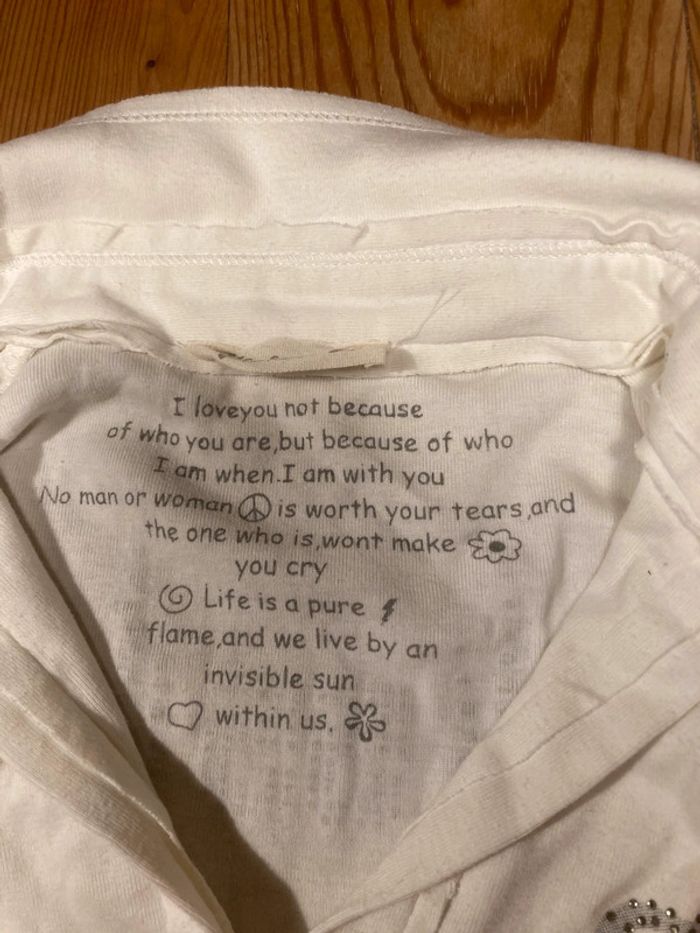 I loveyou not because
of who you are,but because of who
I am when.I am with you
No man or woman is worth your tears,and
the one who is,wont make
you cry
Life is a pure
flame,and we live by an
invisible sun
within us.